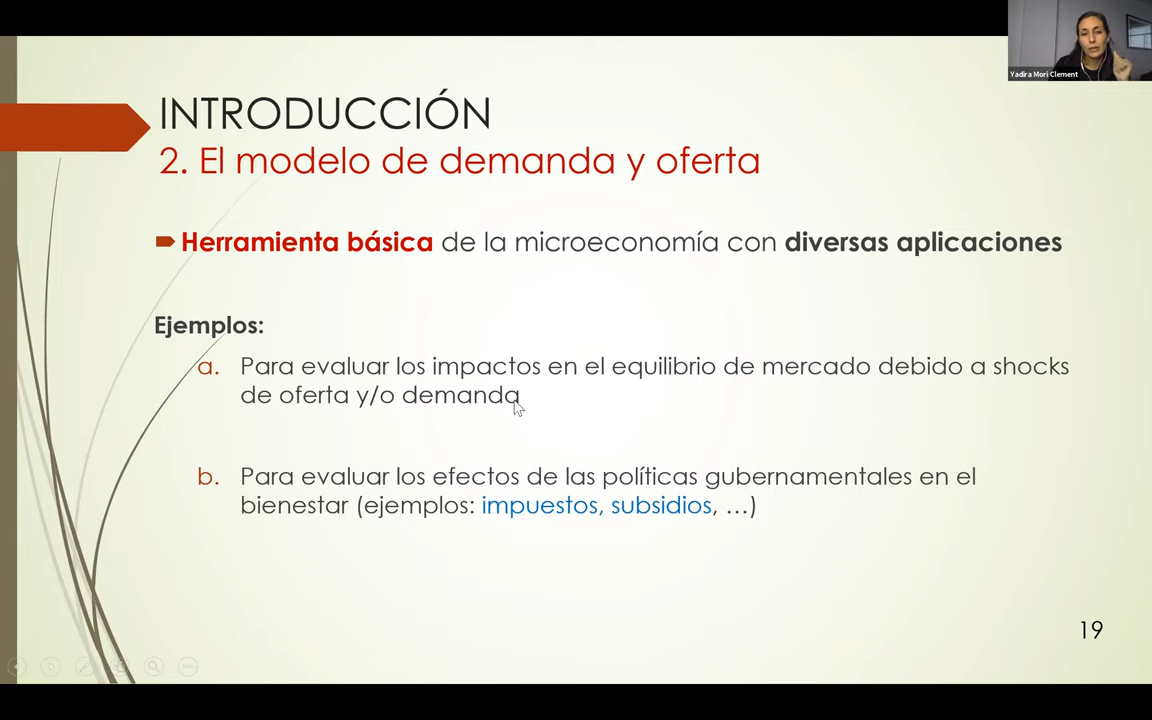 Yadira Mori Clement
INTRODUCCIÓN
2. El modelo de demanda y oferta
Herramienta básica de la microeconomía con diversas aplicaciones
Ejemplos:
a. Para evaluar los impactos en el equilibrio de mercado debido a shocks
de oferta y/o demanda
b. Para evaluar los efectos de las políticas gubernamentales en el
bienestar (ejemplos: impuestos, subsidios, …)
19